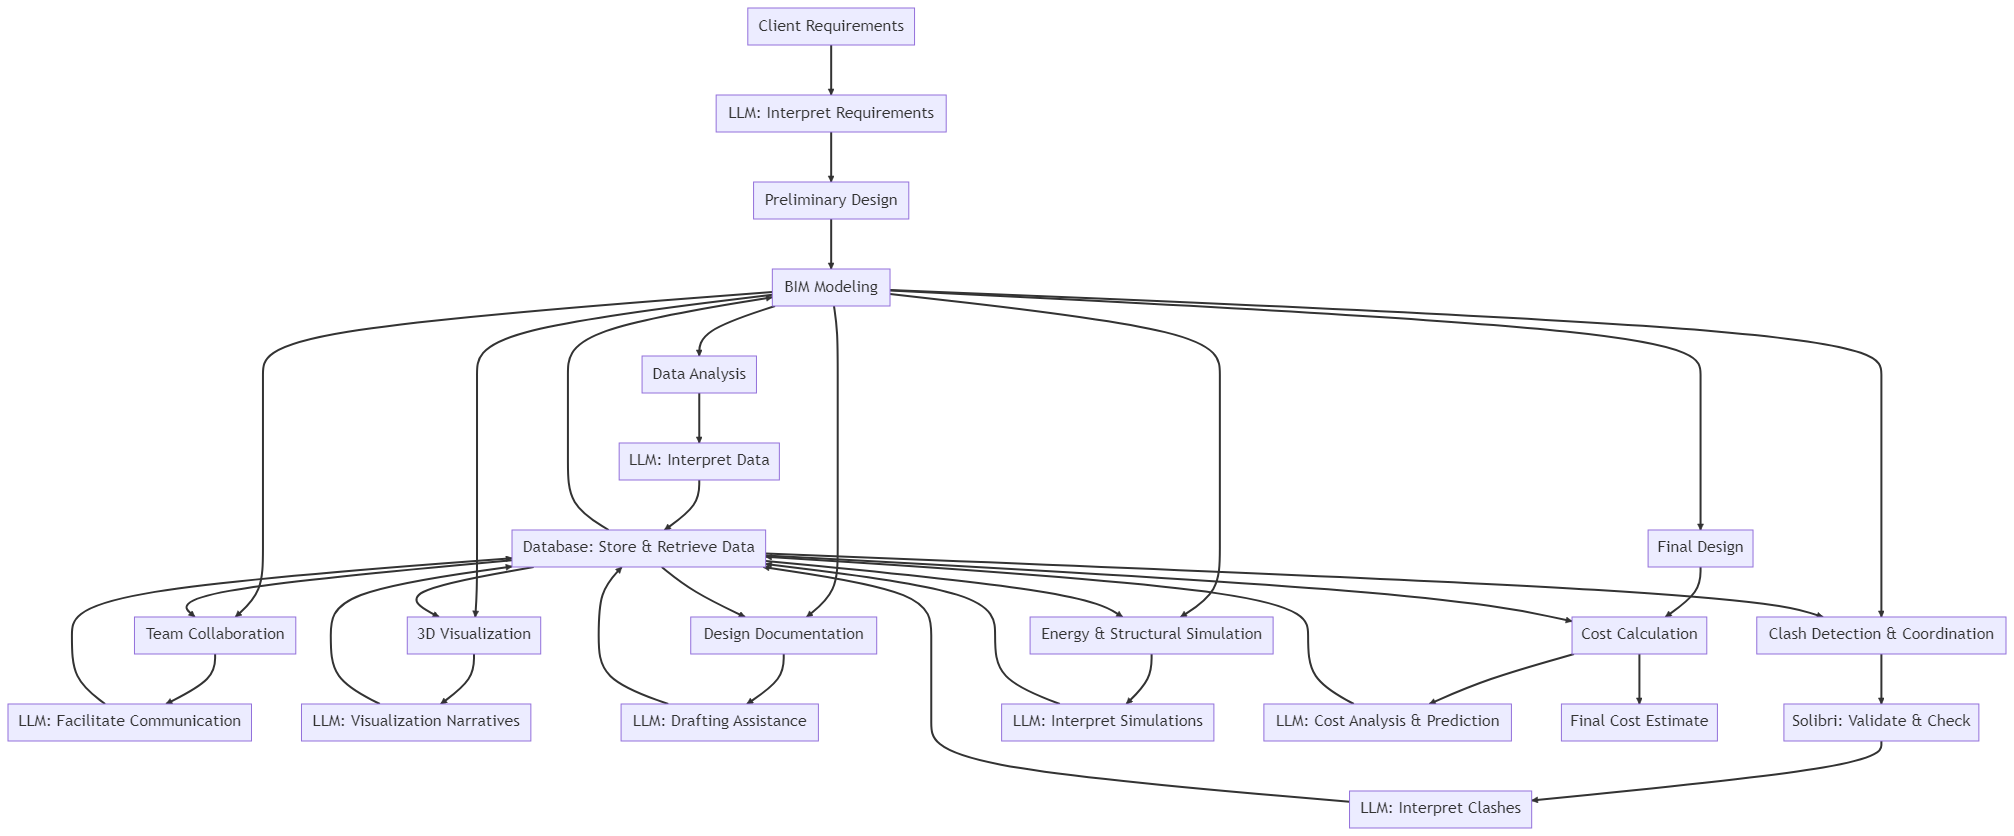 Client Requirements
LLM: Interpret Requirements
Preliminary Design
BIM Modeling
Data Analysis
LLM: Interpret Data
Database: Store & Retrieve Data
Final Design
Team Collaboration
3D Visualization
Design Documentation
Energy & Structural Simulation
Cost Calculation
Clash Detection & Coordination
LLM: Facilitate Communication
LLM: Visualization Narratives
LLM: Drafting Assistance
LLM: Interpret Simulations
LLM: Cost Analysis & Prediction
Final Cost Estimate
Solibri: Validate & Check
LLM: Interpret Clashes